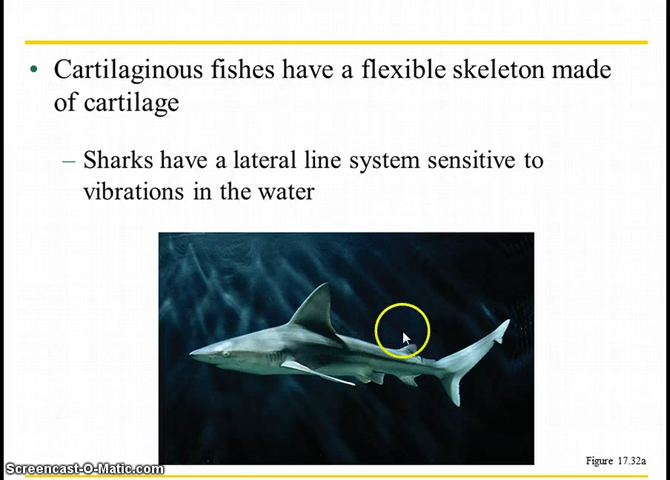 • Cartilaginous fishes have a flexible skeleton made
of cartilage
– Sharks have a lateral line system sensitive to
vibrations in the water
Figure 17.32a
Screencast-O-Matic.com